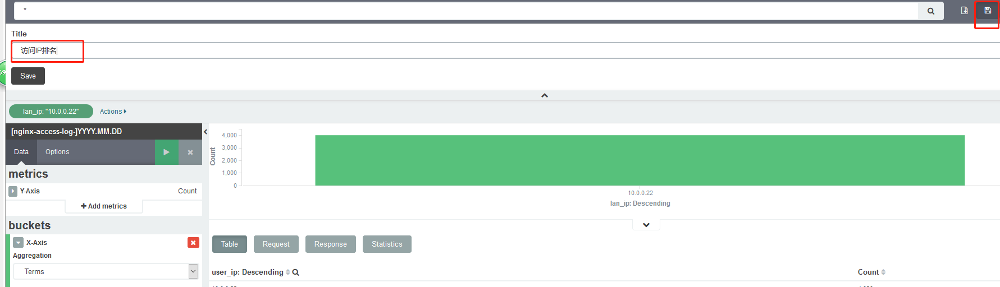 *
Title
访问IP排名
Save
lan_ip: "10.0.0.22"
Actions
[nginx-access-log-]YYYY.MM.DD
Data
Options
metrics
Y-Axis
Count
Add metrics
buckets
X-Axis
Aggregation
Terms
4,000
3,000
2,000
1,000
0
Count
10.0.0.22
lan_ip: Descending
Table
Request
Response
Statistics
user_ip: Descending
Count